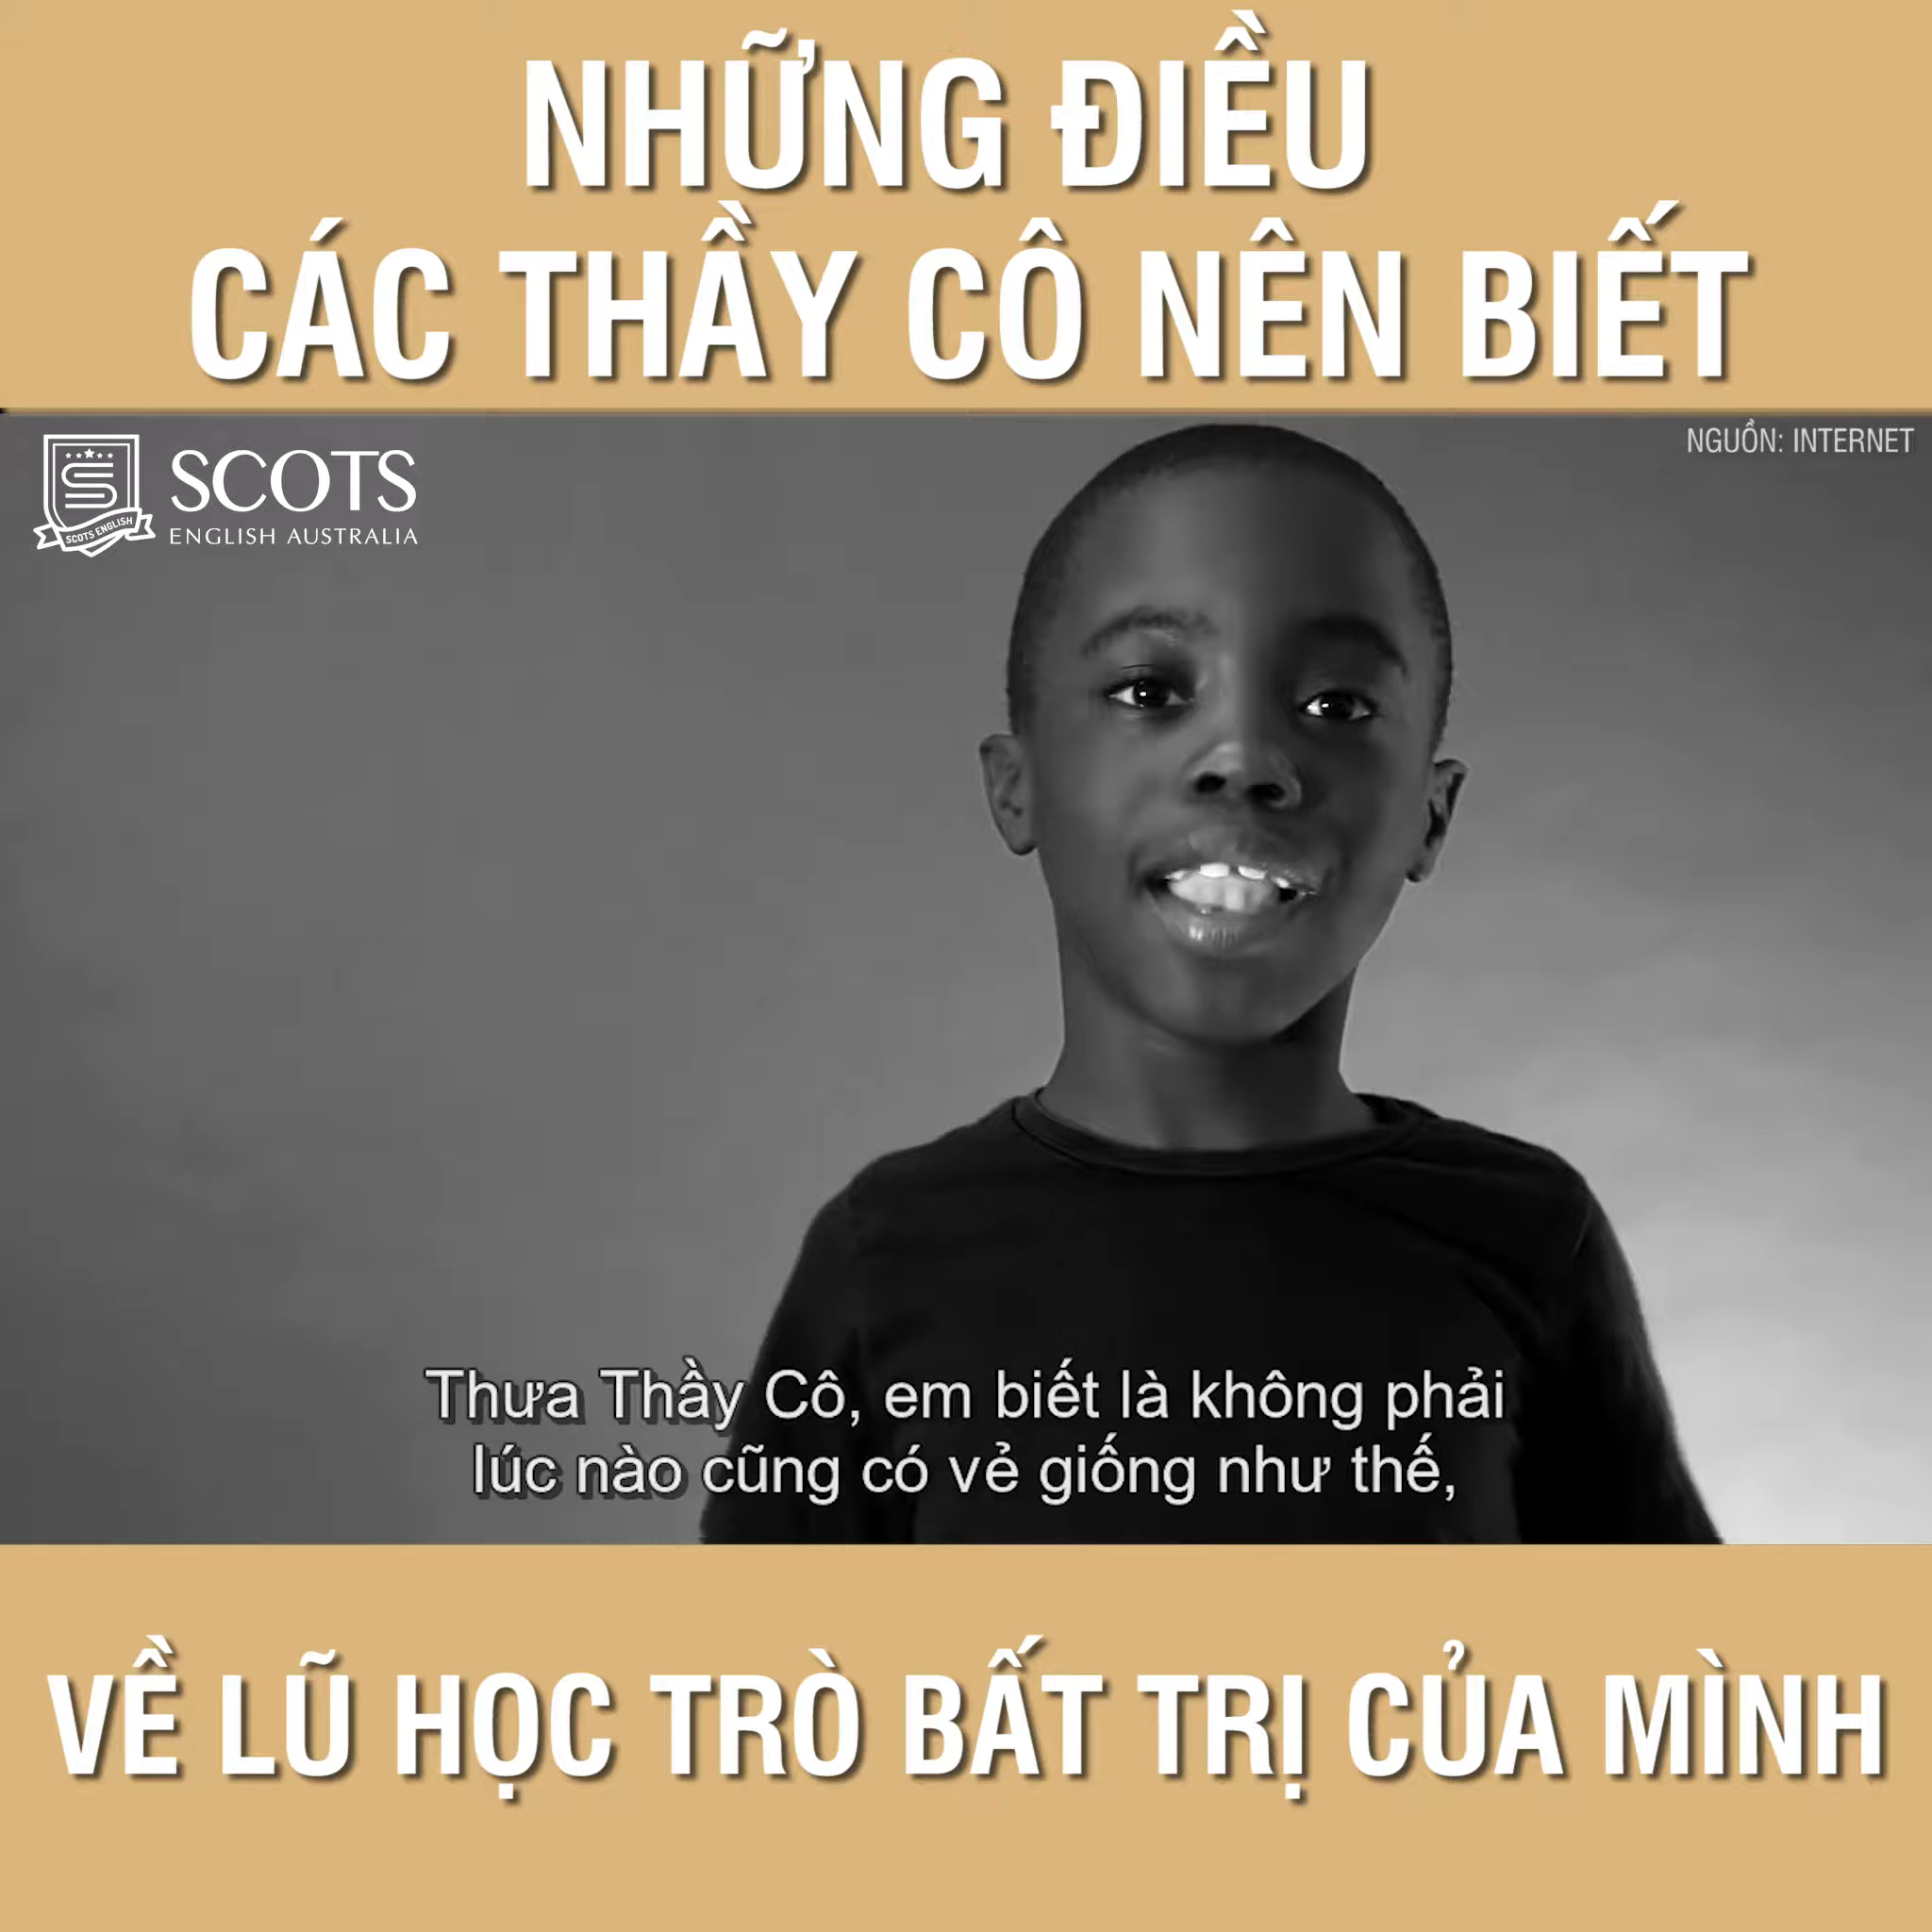 NHỮNG ĐIỀU
CÁC THẦY CÔ NÊN BIẾT
NGUỒN: INTERNET
SCOTS
ENGLISH AUSTRALIA
SCOTS ENGLISH
Thưa Thầy Cô, em biết là không phải
lúc nào cũng có vẻ giống như thế,
VỀ LŨ HỌC TRÒ BẤT TRỊ CỦA MÌNH